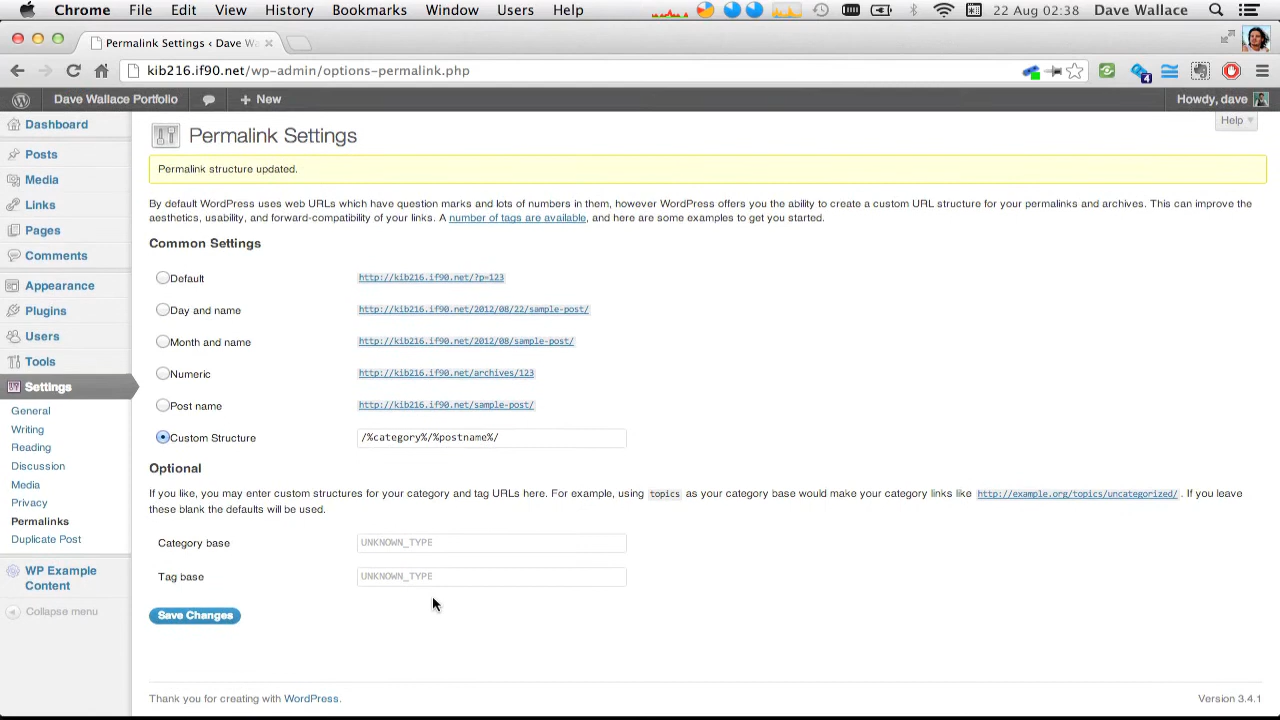 Chrome File Edit View History Bookmarks Window Users Help 22 Aug 02:38 Dave Wallace
Permalink Settings ‹ Dave Wa
kib216.if90.net/wp-admin/options-permalink.php
4
Dave Wallace Portfolio + New Howdy, dave
Help
Dashboard
Posts
Media
Links
Pages
Comments
Appearance
Plugins
Users
Tools
Settings
General
Writing
Reading
Discussion
Media
Privacy
Permalinks
Duplicate Post
WP Example
Content
Collapse menu
Permalink Settings
Permalink structure updated.
By default WordPress uses web URLs which have question marks and lots of numbers in them, however WordPress offers you the ability to create a custom URL structure for your permalinks and archives. This can improve the
aesthetics, usability, and forward-compatibility of your links. A number of tags are available, and here are some examples to get you started.
Common Settings
Default http://kib216.if90.net/?p=123
Day and name http://kib216.if90.net/2012/08/22/sample-post/
Month and name http://kib216.if90.net/2012/08/sample-post/
Numeric http://kib216.if90.net/archives/123
Post name http://kib216.if90.net/sample-post/
Custom Structure /%category%/%postname%/
Optional
If you like, you may enter custom structures for your category and tag URLs here. For example, using topics as your category base would make your category links like http://example.org/topics/uncategorized/ . If you leave
these blank the defaults will be used.
Category base UNKNOWN_TYPE
Tag base UNKNOWN_TYPE
Save Changes
Thank you for creating with WordPress. Version 3.4.1